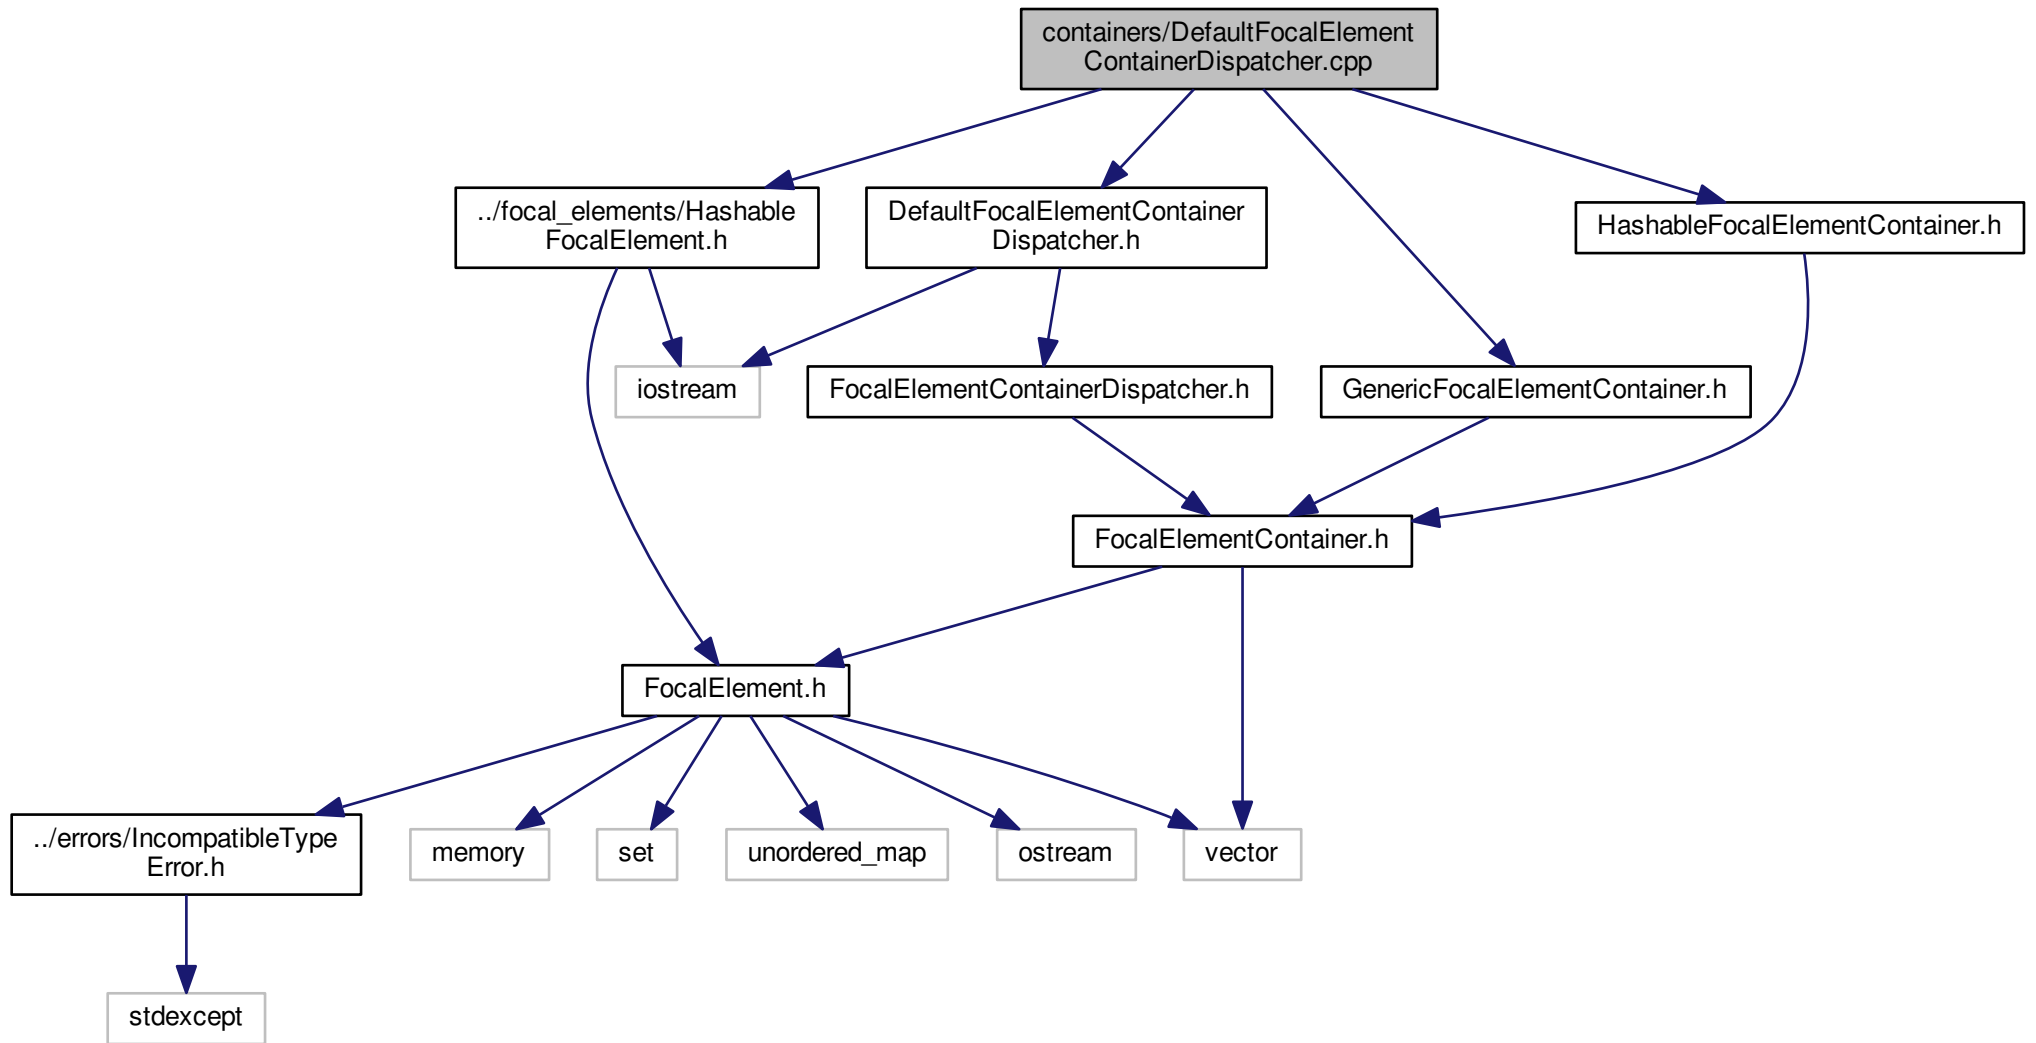 containers/DefaultFocalElement
ContainerDispatcher.cpp
../focal_elements/Hashable
FocalElement.h
DefaultFocalElementContainer
Dispatcher.h
HashableFocalElementContainer.h
iostream
FocalElementContainerDispatcher.h
GenericFocalElementContainer.h
FocalElementContainer.h
FocalElement.h
../errors/IncompatibleType
Error.h
memory
set
unordered_map
ostream
vector
stdexcept